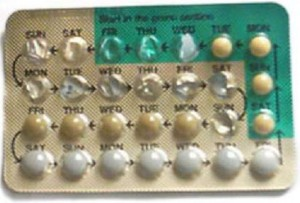 Start in the green section
SUN SAT FRI THU WED TUE MON
MON TUE WED THU FRI SAT SUN
FRI THU WED TUE MON SUN SAT
SAT SUN MON TUE WED THU FRI